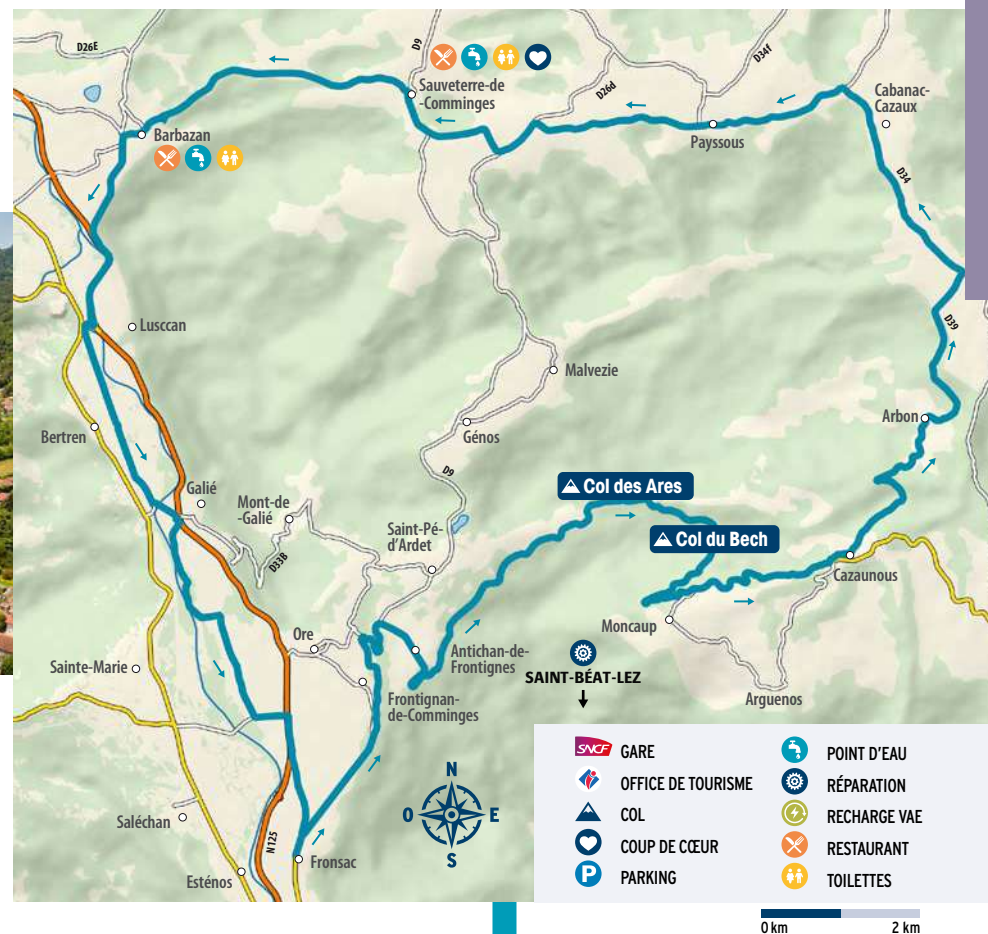 D26E
D9
D34f
Sauveterre-de
-Comminges
D26d
Cabanac-
Cazaux
Barbazan
Payssous
D34
Lusccan
D39
Malvezie
Bertren
Génos
Arbon
D9
Galié
Col des Ares
Mont-de
-Galié
Saint-Pé-
d'Ardet
Col du Bech
D33B
Cazaunous
Ore
Moncaup
Antichan-de-
Frontignes
Sainte-Marie
SAINT-BÉAT-LEZ
Frontignan-
de-Comminges
Arguenos
N
O
E
S
Saléchan
N125
Fronsac
Esténos
SNCF GARE
OFFICE DE TOURISME
COL
COUP DE CŒUR
P PARKING
POINT D'EAU
RÉPARATION
RECHARGE VAE
RESTAURANT
TOILETTES
0 km 2 km